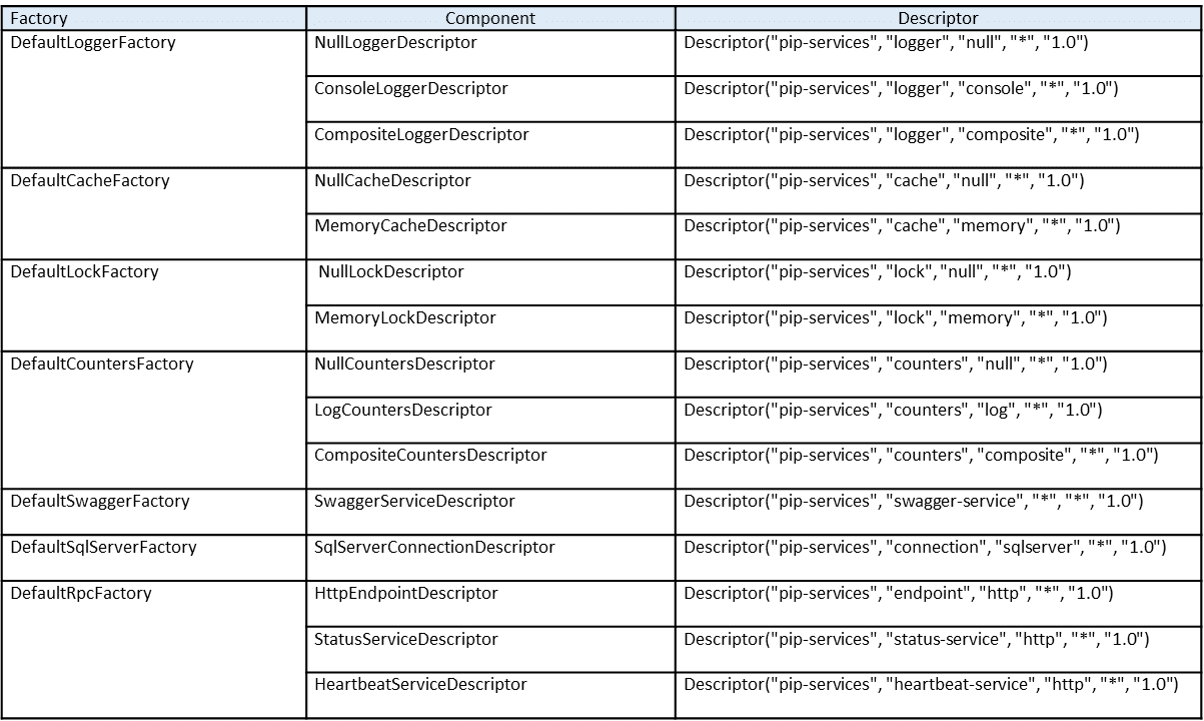 Factory Component Descriptor
DefaultLoggerFactory NullLoggerDescriptor Descriptor("pip-services", "logger", "null", "*", "1.0")
ConsoleLoggerDescriptor Descriptor("pip-services", "logger", "console", "*", "1.0")
CompositeLoggerDescriptor Descriptor("pip-services", "logger", "composite", "*", "1.0")
DefaultCacheFactory NullCacheDescriptor Descriptor("pip-services", "cache", "null", "*", "1.0")
MemoryCacheDescriptor Descriptor("pip-services", "cache", "memory", "*", "1.0")
DefaultLockFactory NullLockDescriptor Descriptor("pip-services", "lock", "null", "*", "1.0")
MemoryLockDescriptor Descriptor("pip-services", "lock", "memory", "*", "1.0")
DefaultCountersFactory NullCountersDescriptor Descriptor("pip-services", "counters", "null", "*", "1.0")
LogCountersDescriptor Descriptor("pip-services", "counters", "log", "*", "1.0")
CompositeCountersDescriptor Descriptor("pip-services", "counters", "composite", "*", "1.0")
DefaultSwaggerFactory SwaggerServiceDescriptor Descriptor("pip-services", "swagger-service", "*", "*", "1.0")
DefaultSqlServerFactory SqlServerConnectionDescriptor Descriptor("pip-services", "connection", "sqlserver", "*", "1.0")
DefaultRpcFactory HttpEndpointDescriptor Descriptor("pip-services", "endpoint", "http", "*", "1.0")
StatusServiceDescriptor Descriptor("pip-services", "status-service", "http", "*", "1.0")
HeartbeatServiceDescriptor Descriptor("pip-services", "heartbeat-service", "http", "*", "1.0")